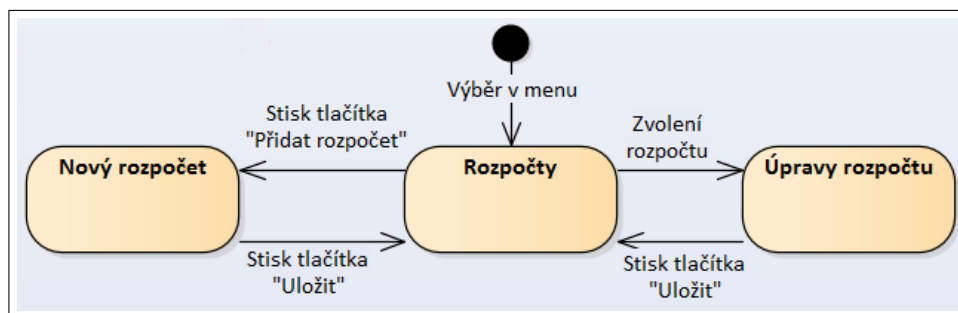 Výběr v menu
Stisk tlačítka
"Přidat rozpočet"
Zvolení
rozpočtu
Nový rozpočet
Rozpočty
Úpravy rozpočtu
Stisk tlačítka
"Uložit"
Stisk tlačítka
"Uložit"